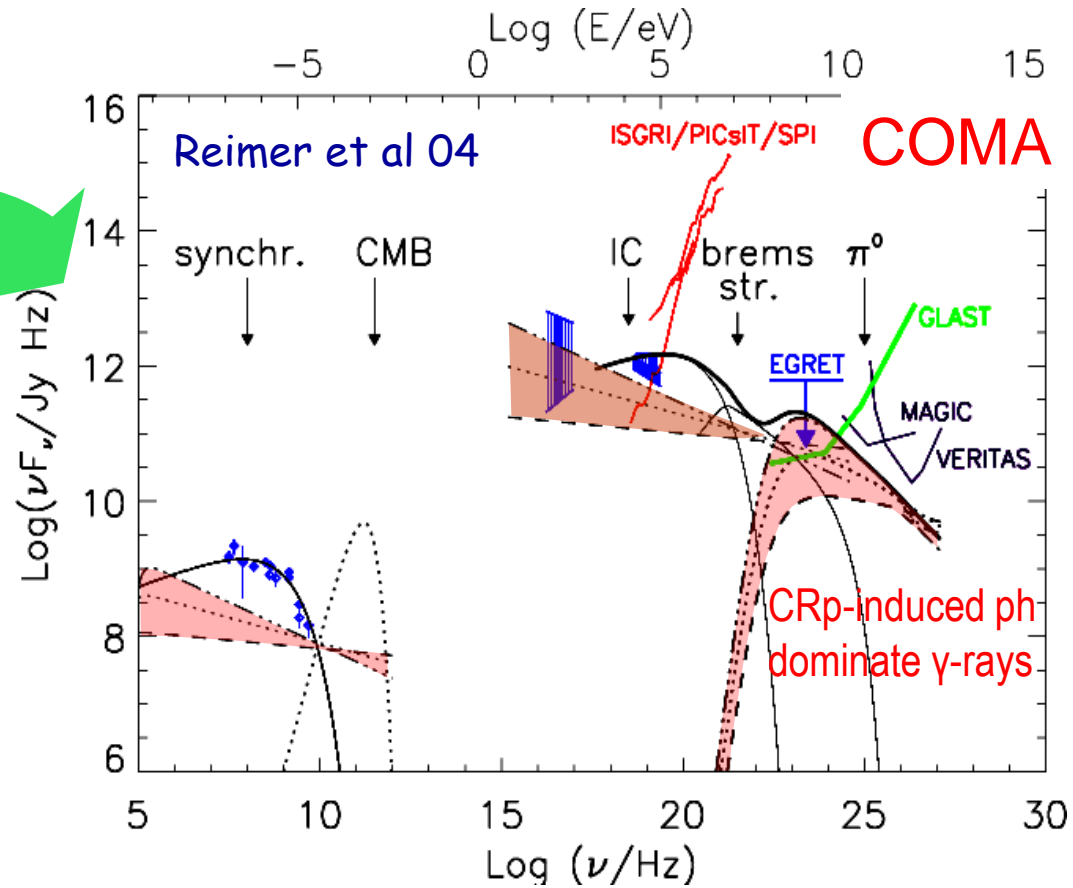 Log (E/eV)
−5 0 5 10 15
Reimer et al 04
ISGRI/PICsIT/SPI
COMA
synchr.
CMB
IC
brems
str.
π⁰
GLAST
EGRET
MAGIC
VERITAS
CRp-induced ph
dominate γ-rays
Log(νFν/Jy Hz)
16
14
12
10
8
6
5 10 15 20 25 30
Log (ν/Hz)